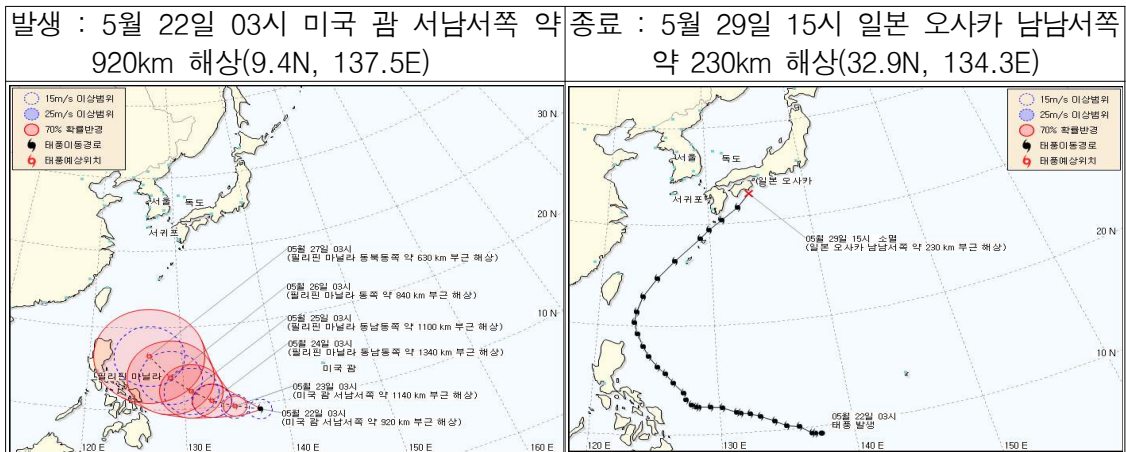 발생 : 5월 22일 03시 미국 괌 서남서쪽 약
920km 해상(9.4N, 137.5E)
종료 : 5월 29일 15시 일본 오사카 남남서쪽
약 230km 해상(32.9N, 134.3E)
15m/s 이상범위
25m/s 이상범위
70% 확률반경
태풍이동경로
태풍예상위치
30 N
20 N
10 N
서울
독도
서귀포
05월 27일 03시
(필리핀 마닐라 동북동쪽 약 630 km 부근 해상)
05월 26일 03시
(필리핀 마닐라 동쪽 약 840 km 부근 해상)
05월 25일 03시
(필리핀 마닐라 동남동쪽 약 1100 km 부근 해상)
05월 24일 03시
(필리핀 마닐라 동남동쪽 약 1340 km 부근 해상)
미국 괌
필리핀 마닐라
05월 23일 03시
(미국 괌 서남서쪽 약 1140 km 부근 해상)
05월 22일 03시
(미국 괌 서남서쪽 약 920 km 부근 해상)
120 E
130 E
140 E
150 E
160 E
15m/s 이상범위
25m/s 이상범위
70% 확률반경
태풍이동경로
태풍예상위치
서울
독도
일본 오사카
서귀포
05월 29일 15시 소멸
(일본 오사카 남남서쪽 약 230 km 부근 해상)
20 N
10 N
05월 22일 03시
태풍 발생
120 E
130 E
140 E
150 E